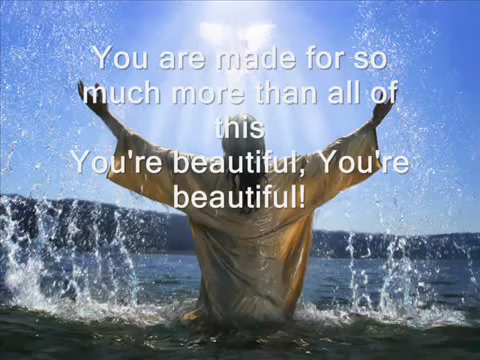 You are made for so
much more than all of
this
You're beautiful, You're
beautiful!